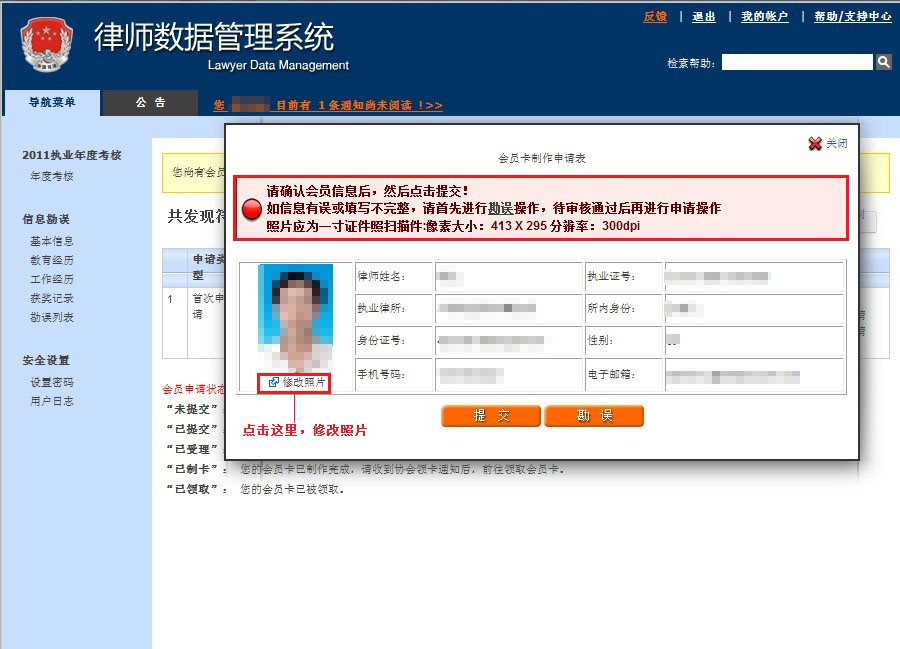 反馈 | 退出 | 我的帐户 | 帮助/支持中心
律师数据管理系统
Lawyer Data Management
检索帮助:
导航菜单
公 告
您 目前有 1条通知尚未阅读 !>>
2011执业年度考核
年度考核
信息勘误
基本信息
教育经历
工作经历
获奖记录
勘误列表
安全设置
设置密码
用户日志
您尚有会员
共发现符
申请类
型
1
首次申
请
关闭
会员卡制作申请表
请确认会员信息后，然后点击提交!
如信息有误或填写不完整，请首先进行勘误操作，待审核通过后再进行申请操作
照片应为一寸证件照扫描件:像素大小：413 X 295 分辨率：300dpi
律师姓名:
执业证号:
执业律所:
所内身份:
身份证号:
性别:
手机号码:
电子邮箱:
修改照片
提 交
勘 误
点击这里，修改照片
会员申请状态
“未提交”:
“已提交”:
“已受理”:
“已制卡”: 您的会员卡已制作完成，请收到协会领卡通知后，前往领取会员卡。
“已领取”: 您的会员卡已被领取。